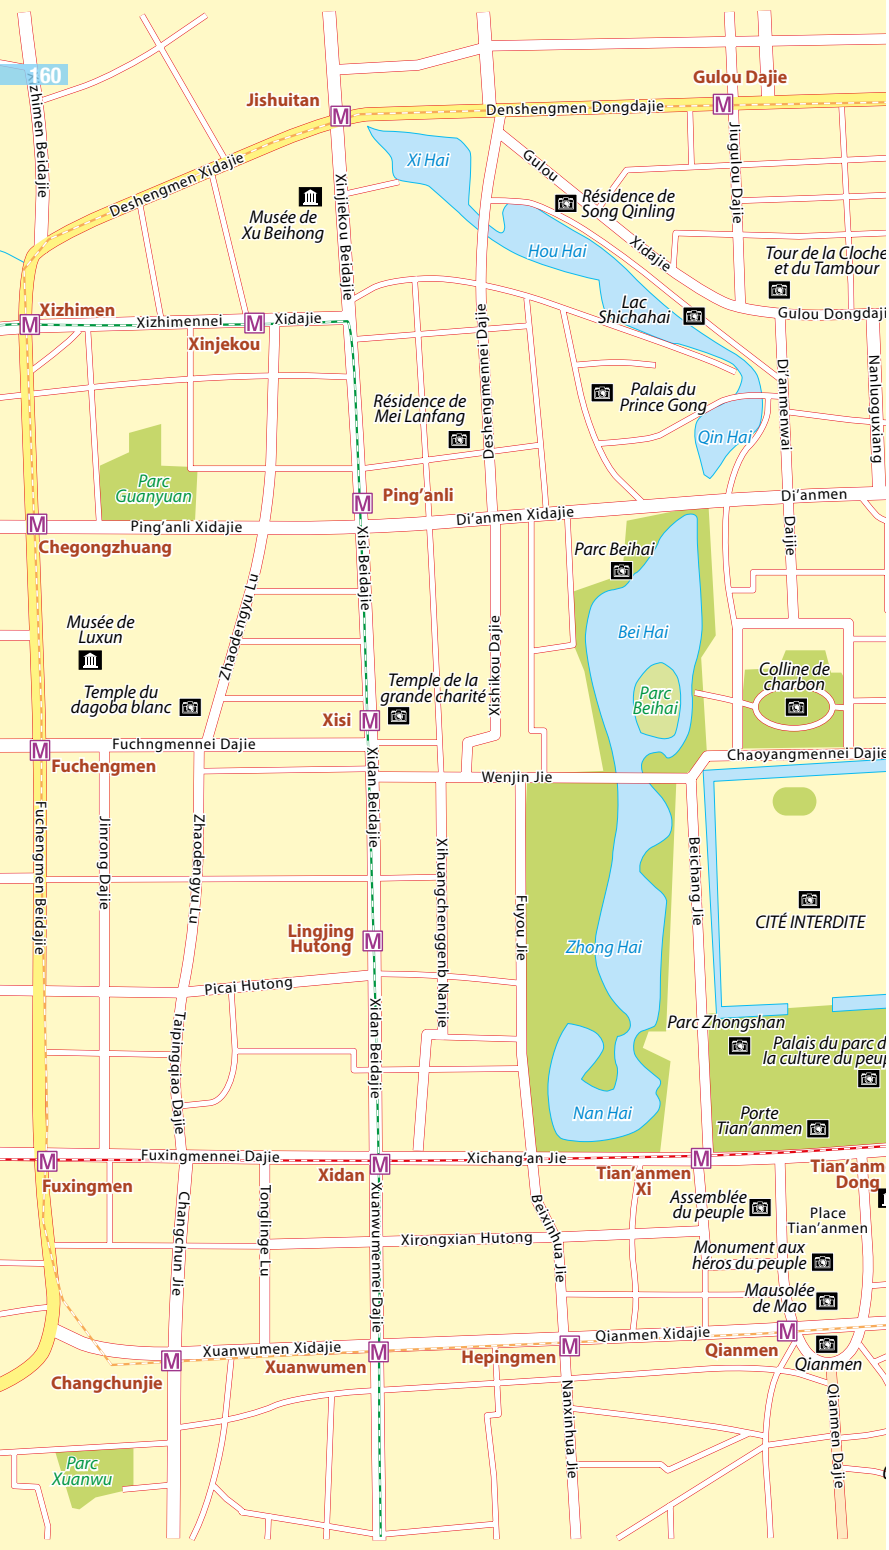 160
Gulou Dajie
M
Jishuitan
M
Denshengmen Dongdajie
Xi Hai
Gulou
Xidajie
Jiugulou Dajie
Deshengmen Xidajie
Xinjiekou Beidajie
Musée de
Xu Beihong
Résidence de
Song Qinling
Hou Hai
Tour de la Cloche
et du Tambour
Lac
Shichahai
Xizhimen
M
Xizhimennei
M
Xidajie
Xinjekou
Deshengmennei Dajie
Di'anmenwai
Daijie
Nanluoguxiang
Résidence de
Mei Lanfang
Palais du
Prince Gong
Qin Hai
Parc
Guanyuan
M
Ping'anli
Di'anmen
M
Ping'anli Xidajie
Di'anmen Xidajie
Chegongzhuang
Xisi Beidajie
Parc Beihai
Zhaodengyu Lu
Musée de
Luxun
Bei Hai
Xishikou Dajie
Temple du
dagoba blanc
Temple de la
grande charité
Parc
Beihai
Colline de
charbon
Xisi
M
M
Fuchngmennei Dajie
Fuchengmen
Xidan Beidajie
Wenjin Jie
Chaoyangmennei Dajie
Fuchengmen Beidajie
Jinrong Dajie
Zhaodengyu Lu
Xihuangchenggenb Nanjie
Fuyou Jie
Beichang Jie
CITÉ INTERDITE
Lingjing
Hutong
M
Zhong Hai
Picai Hutong
Xidan Beidajie
Taipingqiao Dajie
Parc Zhongshan
Palais du parc d
la culture du peup
Nan Hai
Porte
Tian'anmen
M
Fuxingmennei Dajie
M
Xichang'an Jie
M
Fuxingmen
Xidan
Tian'anmen
Xi
Tian'anm
Dong
Changchun Jie
Tonglinge Lu
Xuanwumennei Dajie
Beixinhua Jie
Assemblée
du peuple
Place
Tian'anmen
Xirongxian Hutong
Monument aux
héros du peuple
Mausolée
de Mao
M
Xuanwumen Xidajie
M
M
Qianmen Xidajie
M
Changchunjie
Xuanwumen
Hepingmen
Qianmen
Qianmen
Nanxinhua Jie
Qianmen Dajie
Parc
Xuanwu